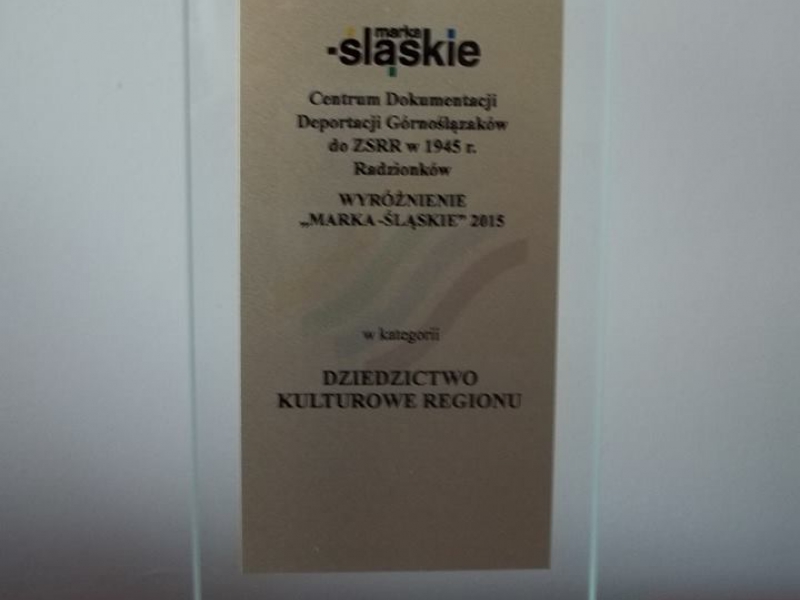 marka
śląskie
Centrum Dokumentacji
Deportacji Górnoślązaków
do ZSRR w 1945 r.
Radzionków
WYRÓŻNIENIE
„MARKA-ŚLĄSKIE” 2015
w kategorii
DZIEDZICTWO
KULTUROWE REGIONU